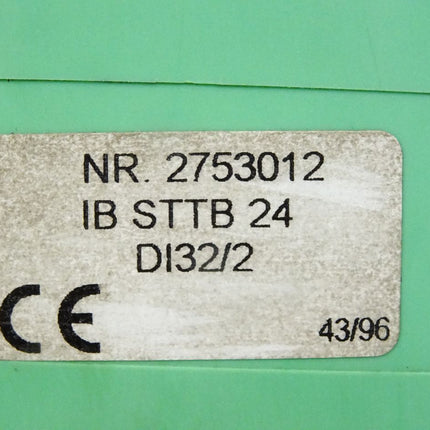 NR. 2753012
IB STTB 24
DI32/2
CE 43/96